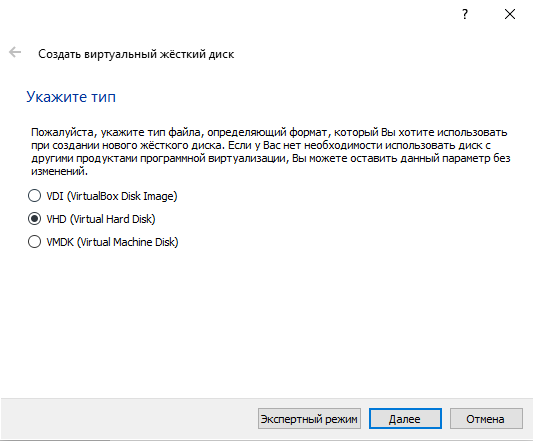 ?
Создать виртуальный жёсткий диск
Укажите тип
Пожалуйста, укажите тип файла, определяющий формат, который Вы хотите использовать
при создании нового жёсткого диска. Если у Вас нет необходимости использовать диск с
другими продуктами программной виртуализации, Вы можете оставить данный параметр без
изменений.
VDI (VirtualBox Disk Image)
VHD (Virtual Hard Disk)
VMDK (Virtual Machine Disk)
Экспертный режим Далее Отмена